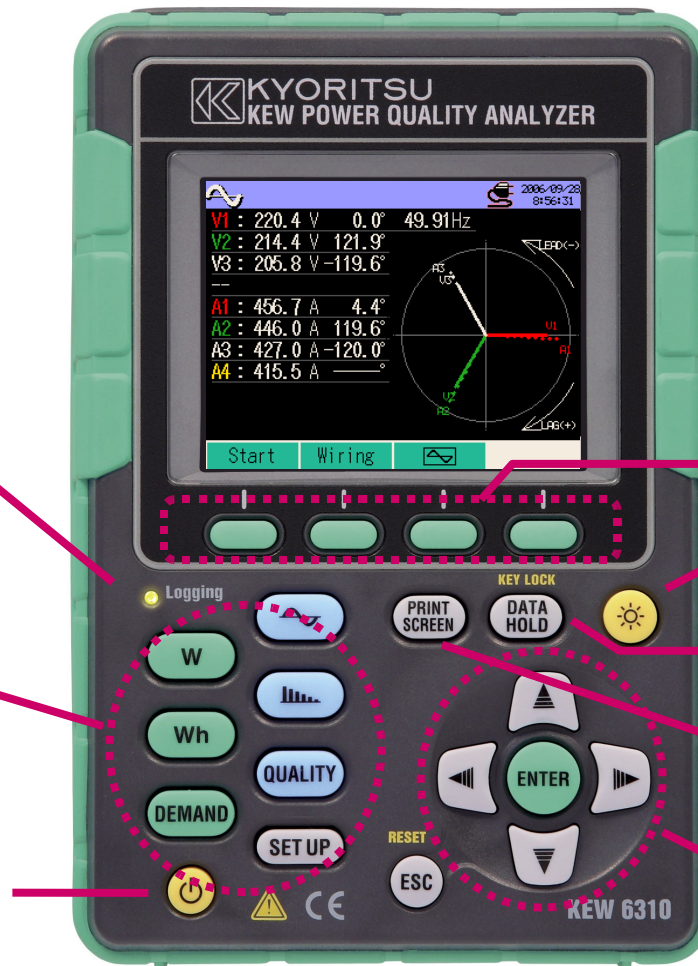 KYORITSU
KEW POWER QUALITY ANALYZER
2006/09/28
8:56:31
V1 : 220.4 V 0.0° 49.91Hz
V2 : 214.4 V 121.9°
V3 : 205.8 V -119.6°
--
A1 : 456.7 A 4.4°
A2 : 446.0 A 119.6°
A3 : 427.0 A -120.0°
A4 : 415.5 A ——°
LEAD(-)
A3
V3
V1
A1
V2
A2
LAG(+)
Start Wiring
Logging
KEY LOCK
PRINT SCREEN
DATA HOLD
W
Wh
QUALITY
ENTER
DEMAND
SET UP
RESET
ESC
CE
KEW 6310